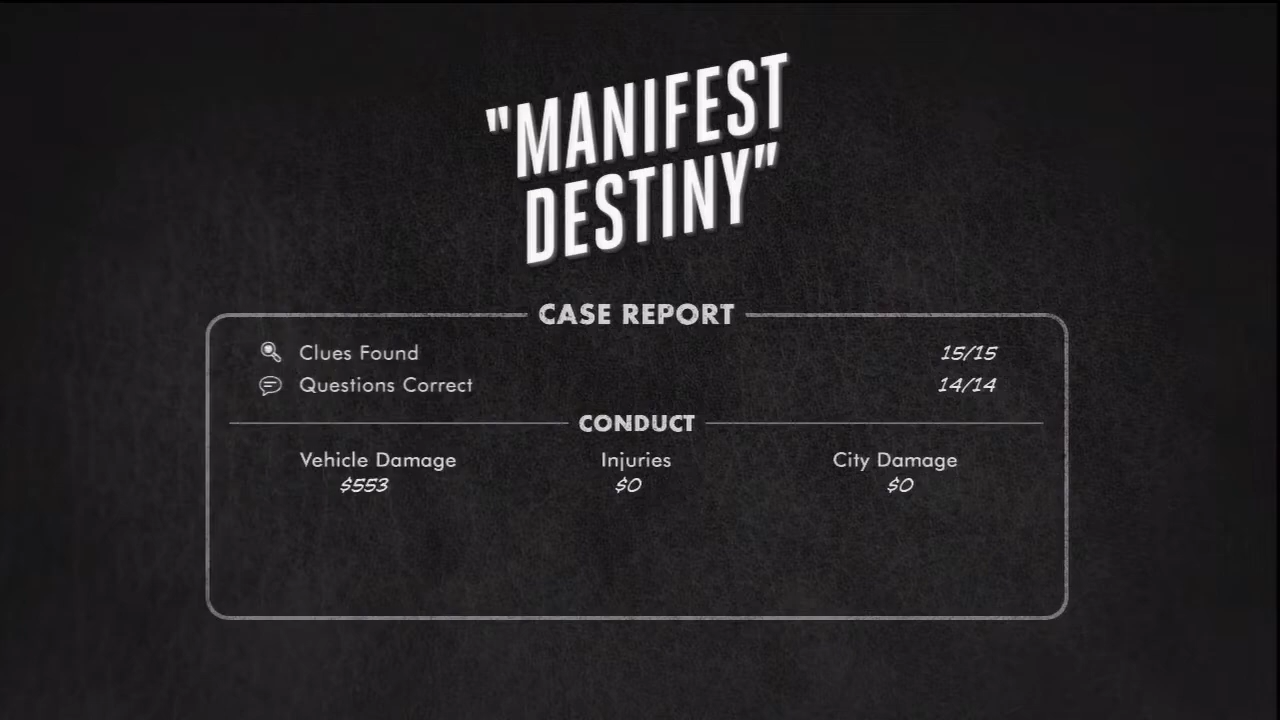 "MANIFEST
DESTINY"
CASE REPORT
Clues Found 15/15
Questions Correct 14/14
CONDUCT
Vehicle Damage Injuries City Damage
$553 $0 $0